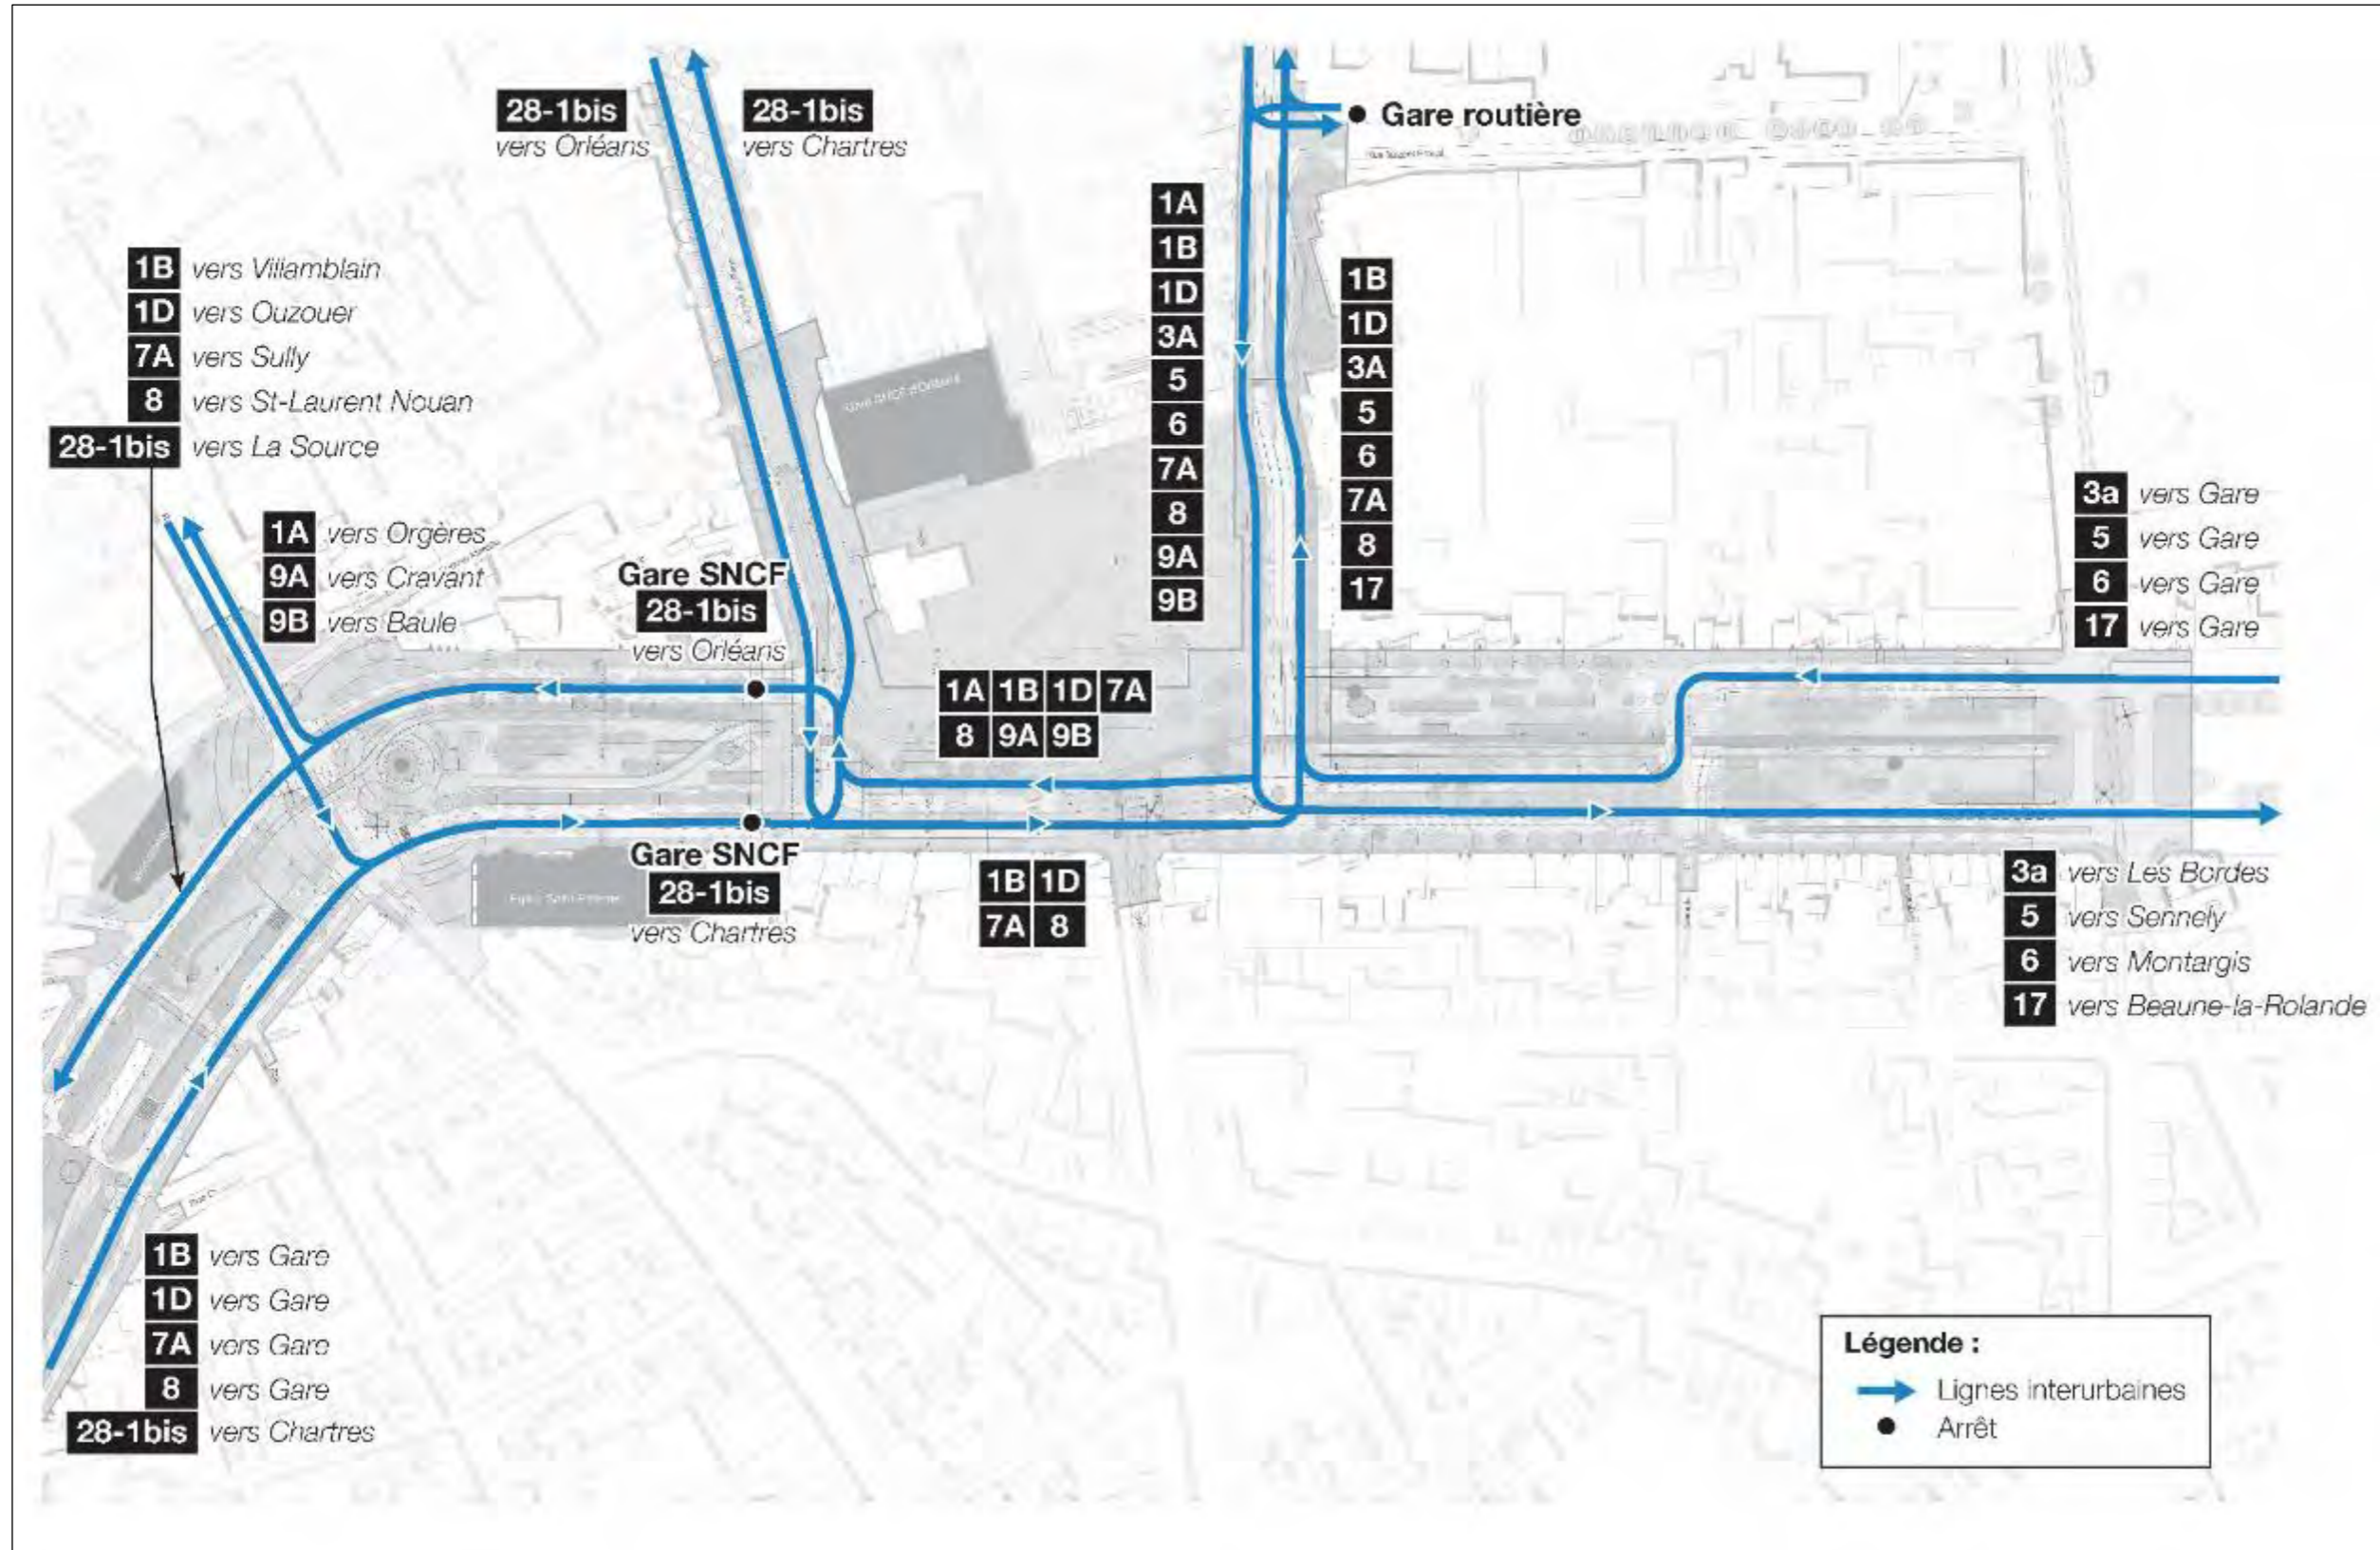 28-1bis
vers Orléans
28-1bis
vers Chartres
Gare routière
1B vers Villamblain
1D vers Ouzouer
7A vers Sully
8 vers St-Laurent Nouan
28-1bis vers La Source
1A vers Orgères
9A vers Cravant
9B vers Baule
Gare SNCF
28-1bis
vers Orléans
1A
1B
1D
3A
5
6
7A
8
9A
9B
1B
1D
3A
5
6
7A
8
17
3a vers Gare
5 vers Gare
6 vers Gare
17 vers Gare
1A 1B 1D 7A
8 9A 9B
Gare SNCF
28-1bis
vers Chartres
1B 1D
7A 8
3a vers Les Bordes
5 vers Sennely
6 vers Montargis
17 vers Beaune-la-Rolande
1B vers Gare
1D vers Gare
7A vers Gare
8 vers Gare
28-1bis vers Chartres
Légende :
Lignes interurbaines
Arrêt